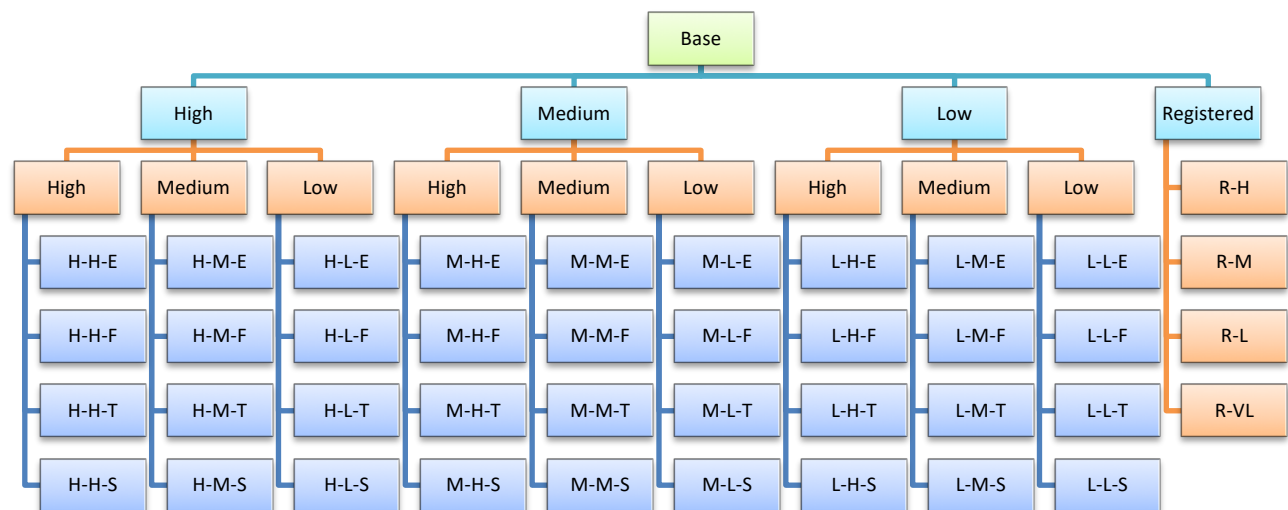 Base
High
Medium
Low
Registered
High
Medium
Low
High
Medium
Low
High
Medium
Low
R-H
H-H-E
H-M-E
H-L-E
M-H-E
M-M-E
M-L-E
L-H-E
L-M-E
L-L-E
R-M
H-H-F
H-M-F
H-L-F
M-H-F
M-M-F
M-L-F
L-H-F
L-M-F
L-L-F
R-L
H-H-T
H-M-T
H-L-T
M-H-T
M-M-T
M-L-T
L-H-T
L-M-T
L-L-T
R-VL
H-H-S
H-M-S
H-L-S
M-H-S
M-M-S
M-L-S
L-H-S
L-M-S
L-L-S